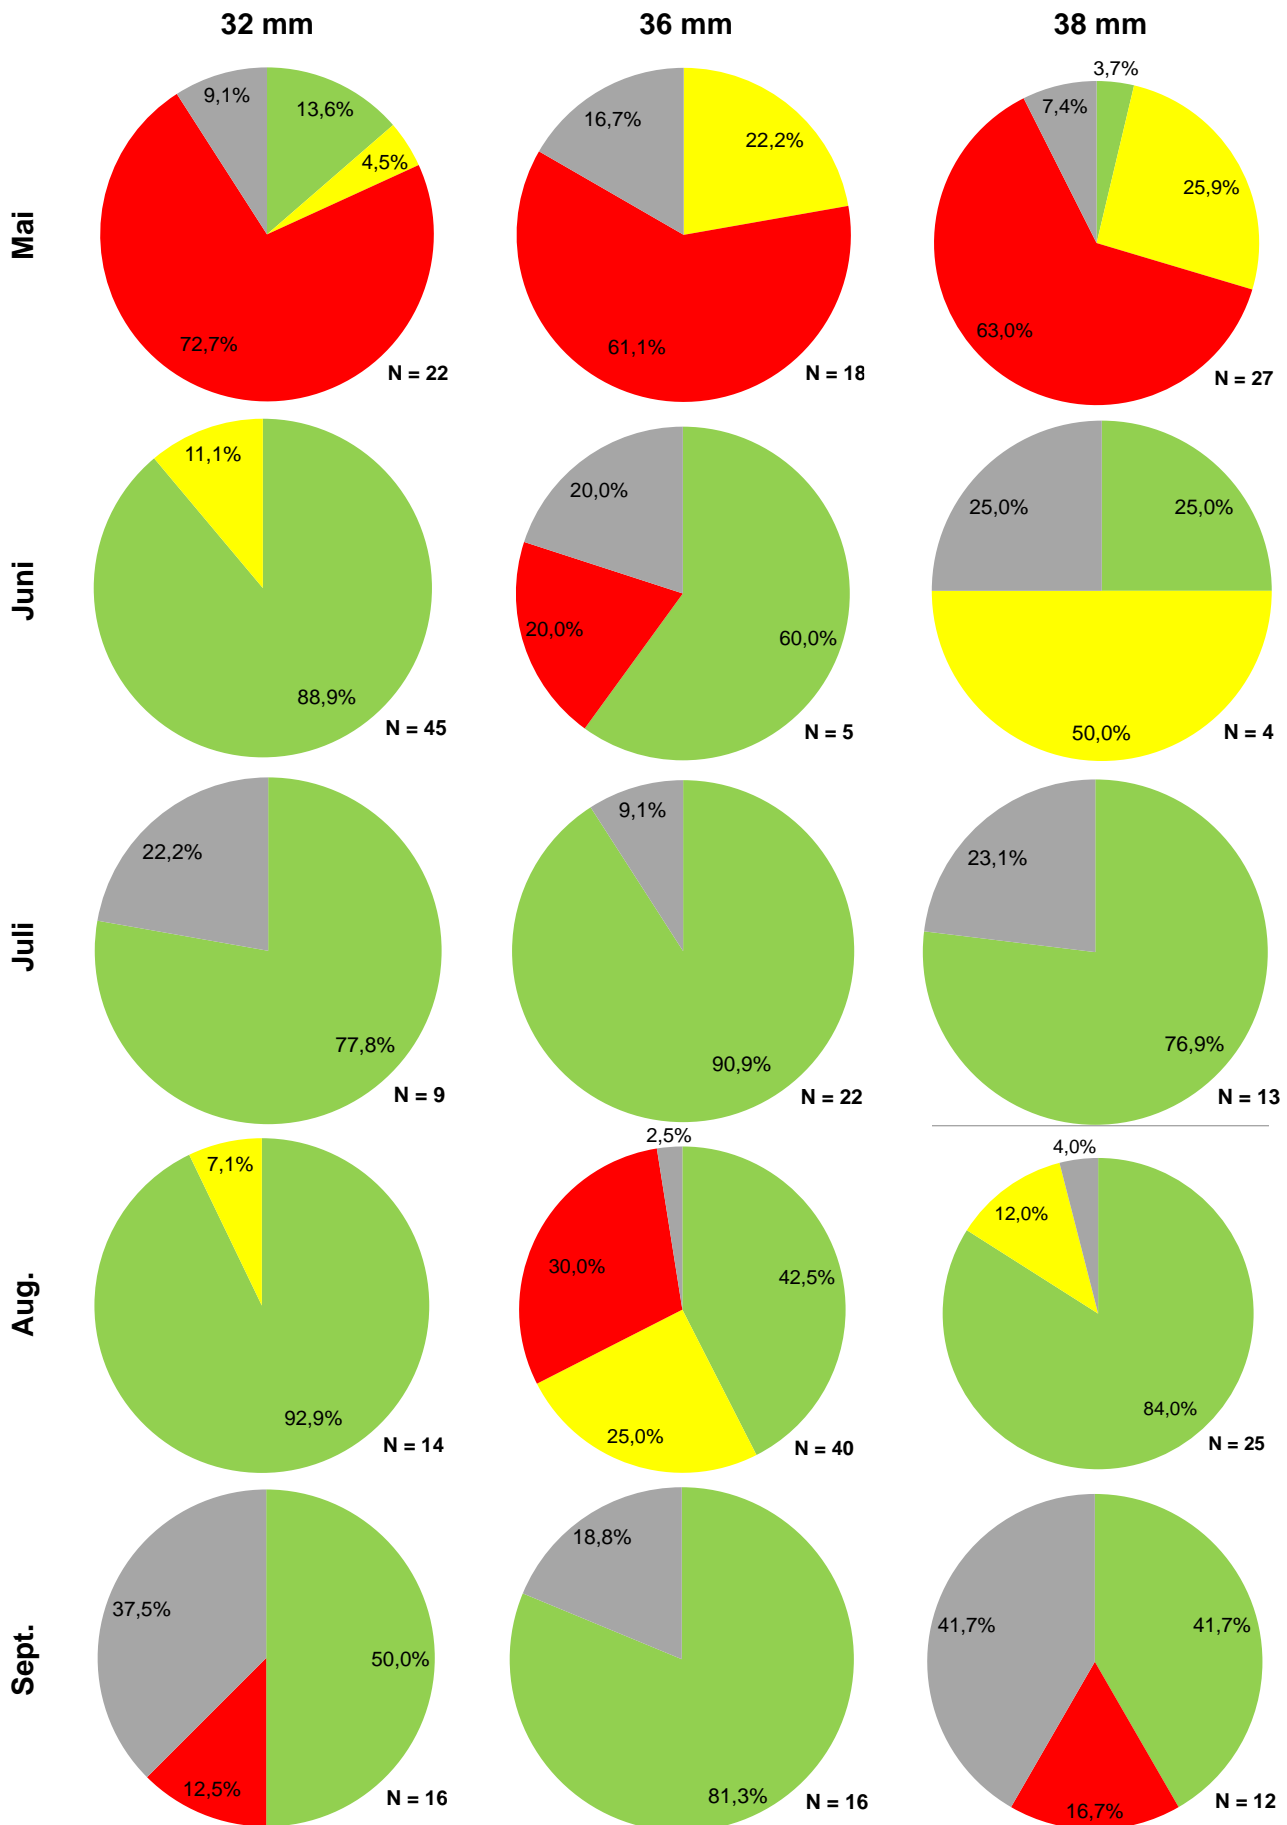 32 mm
36 mm
38 mm
Mai
9,1%
13,6%
4,5%
72,7%
N = 22
16,7%
22,2%
61,1%
N = 18
3,7%
7,4%
25,9%
63,0%
N = 27
Juni
11,1%
88,9%
N = 45
20,0%
20,0%
60,0%
N = 5
25,0%
25,0%
50,0%
N = 4
Juli
22,2%
77,8%
N = 9
9,1%
90,9%
N = 22
23,1%
76,9%
N = 13
Aug.
7,1%
92,9%
N = 14
2,5%
30,0%
42,5%
25,0%
N = 40
4,0%
12,0%
84,0%
N = 25
Sept.
37,5%
50,0%
12,5%
N = 16
18,8%
81,3%
N = 16
41,7%
41,7%
16,7%
N = 12